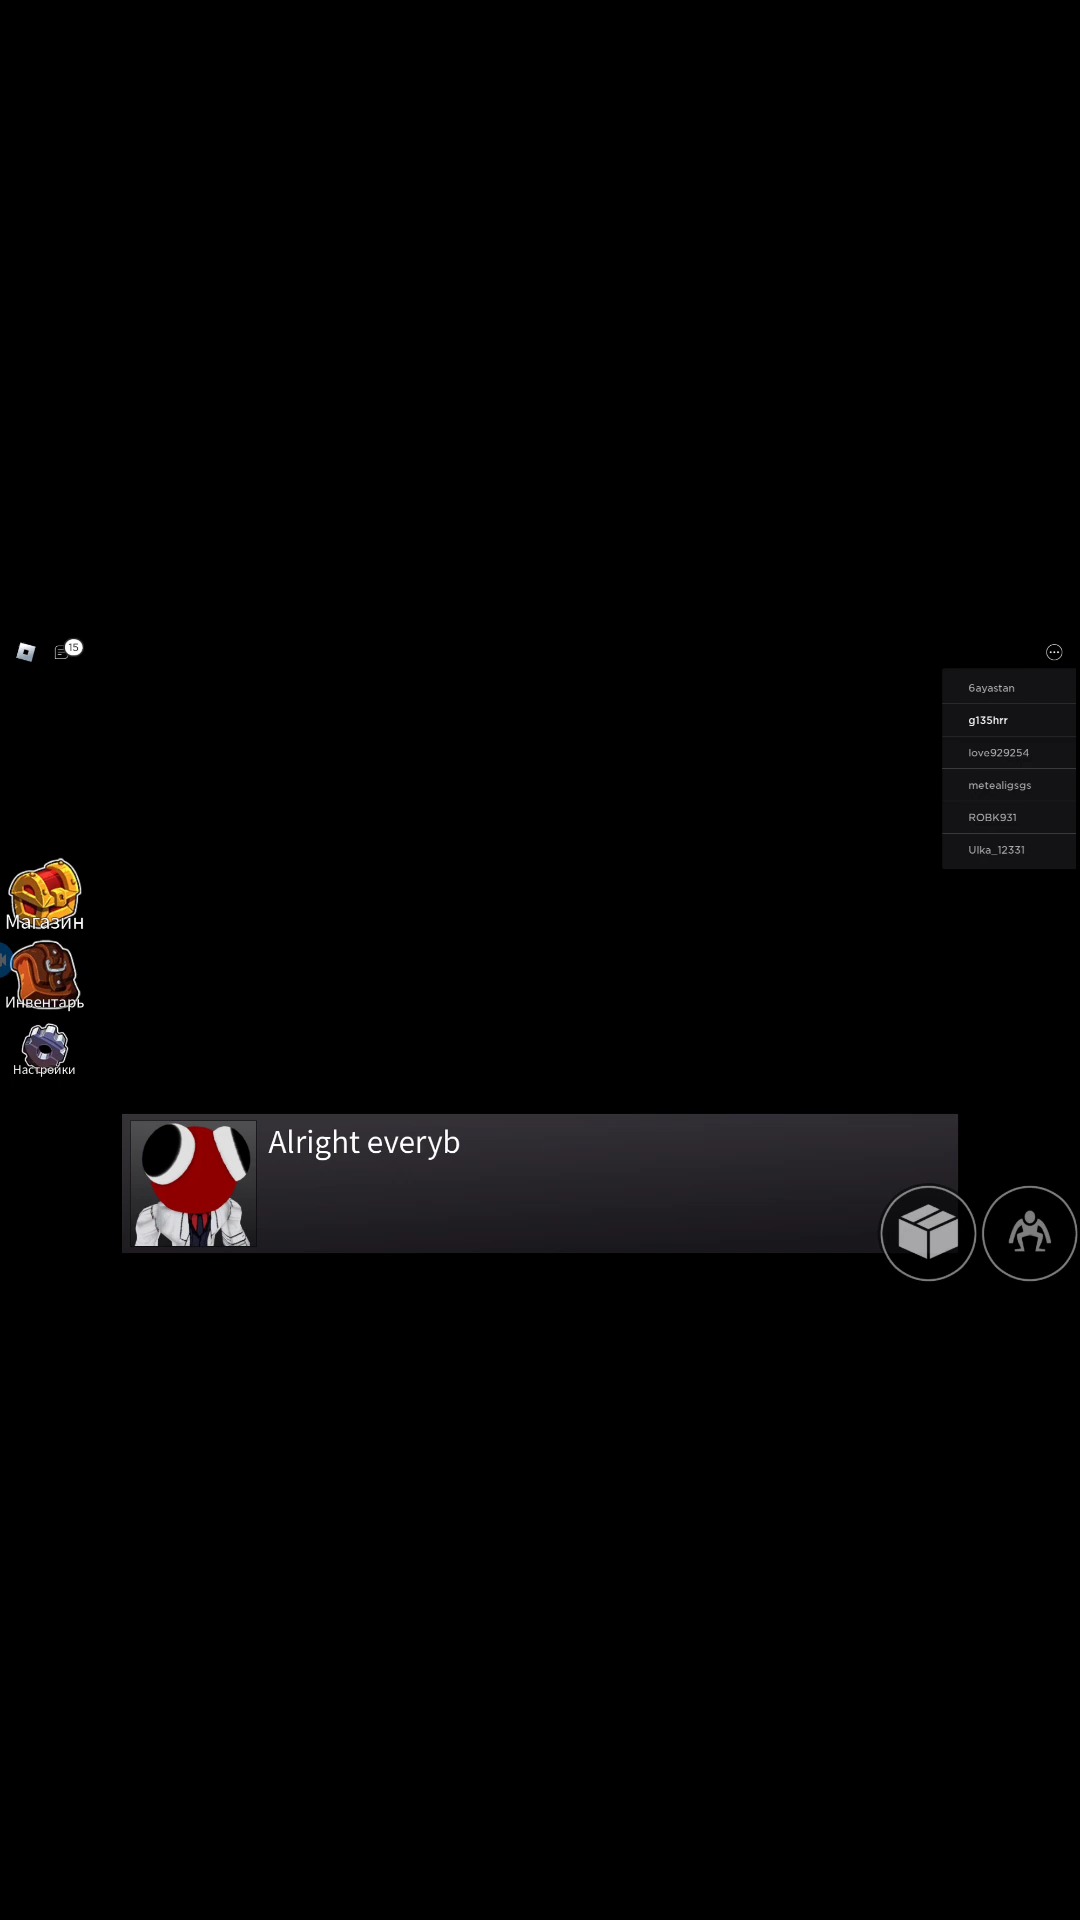 15
6ayastan
g135hrr
love929254
metealigsgs
ROBK931
Ulka_12331
Магазин
Инвентарь
Настройки
Alright everyb